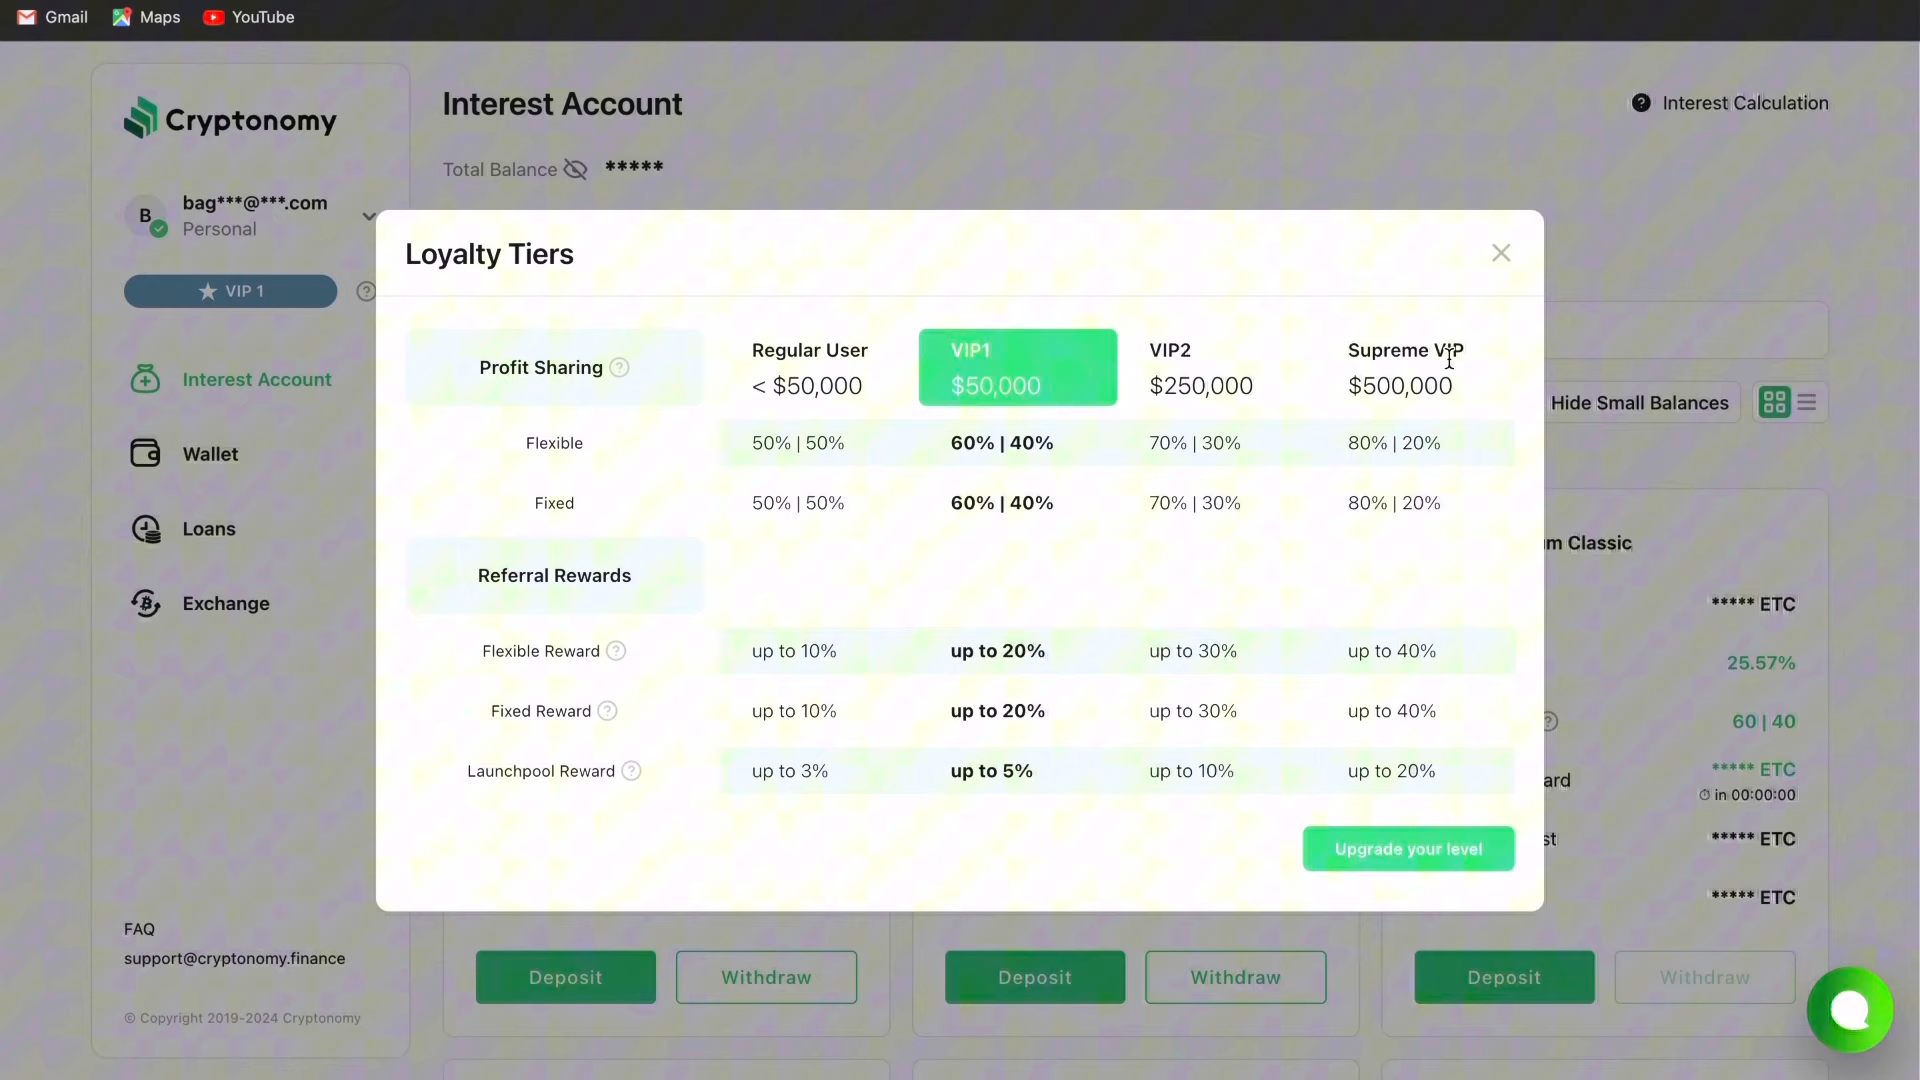 Gmail Maps YouTube
Cryptonomy
Interest Account
Interest Calculation
Total Balance *****
B
bag***@***.com
Personal
★ VIP 1
Interest Account
Wallet
Loans
Exchange
FAQ
support@cryptonomy.finance
© Copyright 2019-2024 Cryptonomy
Loyalty Tiers
Profit Sharing ?
Regular User VIP1 VIP2 Supreme VIP
< $50,000 $50,000 $250,000 $500,000
Flexible 50% | 50% 60% | 40% 70% | 30% 80% | 20%
Fixed 50% | 50% 60% | 40% 70% | 30% 80% | 20%
Referral Rewards
Flexible Reward ? up to 10% up to 20% up to 30% up to 40%
Fixed Reward ? up to 10% up to 20% up to 30% up to 40%
Launchpool Reward ? up to 3% up to 5% up to 10% up to 20%
Upgrade your level
Hide Small Balances
m Classic
***** ETC
25.57%
? 60 | 40
ard ***** ETC
in 00:00:00
st ***** ETC
***** ETC
Deposit Withdraw Deposit Withdraw Deposit Withdraw